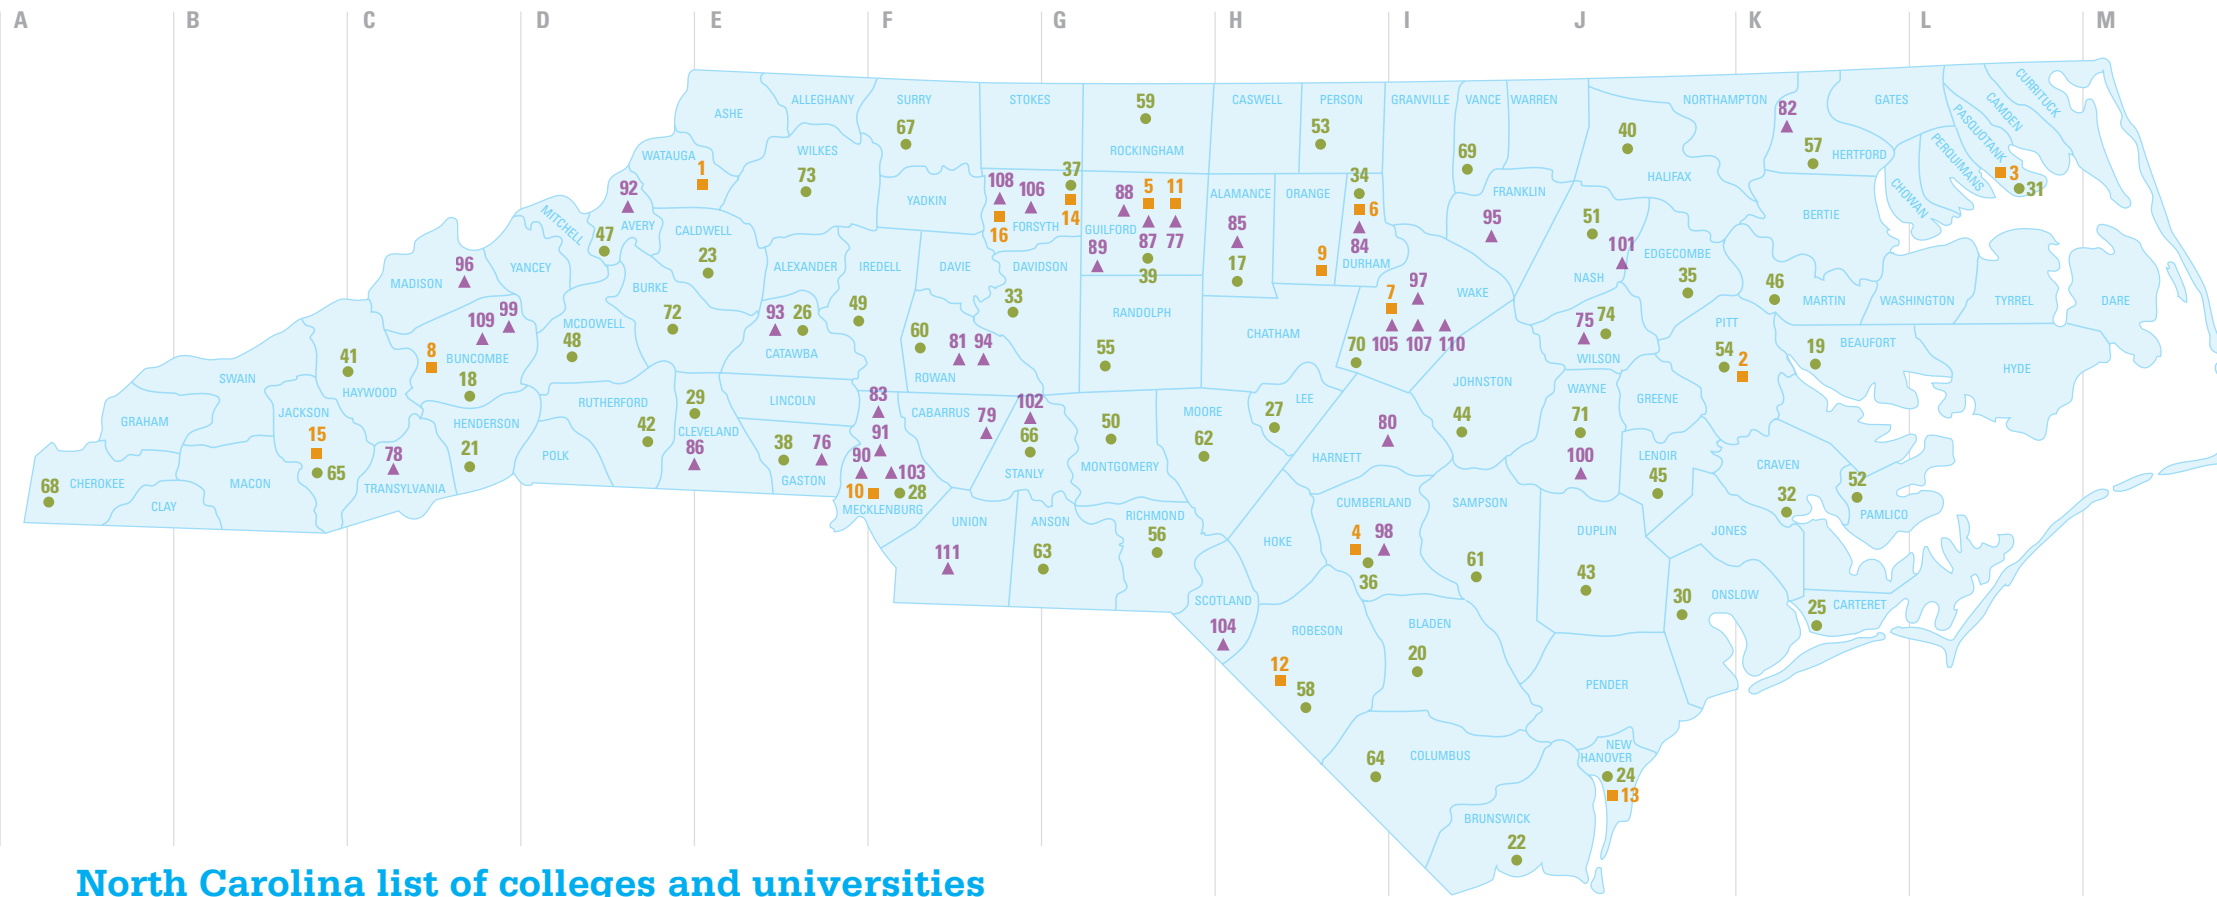 A B C D E F G H I J K L M
ASHE ALLEGHANY SURRY STOKES 59 CASWELL PERSON GRANVILLE VANCE WARREN NORTHAMPTON 82 GATES CURRITUCK
67 53 40 CAMDEN
WATAUGA 1 WILKES ROCKINGHAM 69 57 HERTFORD PERQUIMANS PASQUOTANK
73 37 34 HALIFAX 3 31
92 108 106 88 5 11 ALAMANCE ORANGE 6 FRANKLIN CHOWAN
MITCHELL AVERY YADKIN 16 FORSYTH 14 GUILFORD 85 95 51 BERTIE
47 CALDWELL 89 87 77 84 101
23 9 DURHAM EDGECOMBE
96 YANCEY ALEXANDER IREDELL DAVIE DAVIDSON 39 17 NASH 35
MADISON BURKE 33 97 WAKE 46 MARTIN WASHINGTON TYRREL DARE
99 72 93 26 49 RANDOLPH 7
109 MCDOWELL 60 81 94 CHATHAM 75 74 PITT
8 BUNCOMBE 48 CATAWBA 55 70 105 107 110 WILSON 54 2 19 BEAUFORT
41 18 ROWAN JOHNSTON HYDE
SWAIN HAYWOOD 29 LINCOLN 83 102 LEE WAYNE GREENE
GRAHAM JACKSON RUTHERFORD CABARRUS 79 50 MOORE 27 44 71
15 HENDERSON 42 CLEVELAND 38 76 91 66 62 80
78 21 POLK 86 90 103 STANLY MONTGOMERY HARNETT 100 LENOIR CRAVEN
68 CHEROKEE MACON 65 TRANSYLVANIA GASTON 10 28 45 52
CLAY MECKLENBURG CUMBERLAND SAMPSON 32 PAMLICO
UNION ANSON RICHMOND 4 98 DUPLIN JONES
111 63 56 HOKE 36 61 43
SCOTLAND 30 ONSLOW 25 CARTERET
104 ROBESON BLADEN
12 58 20 PENDER
64 COLUMBUS NEW
HANOVER
24
13
BRUNSWICK
22
North Carolina list of colleges and universities